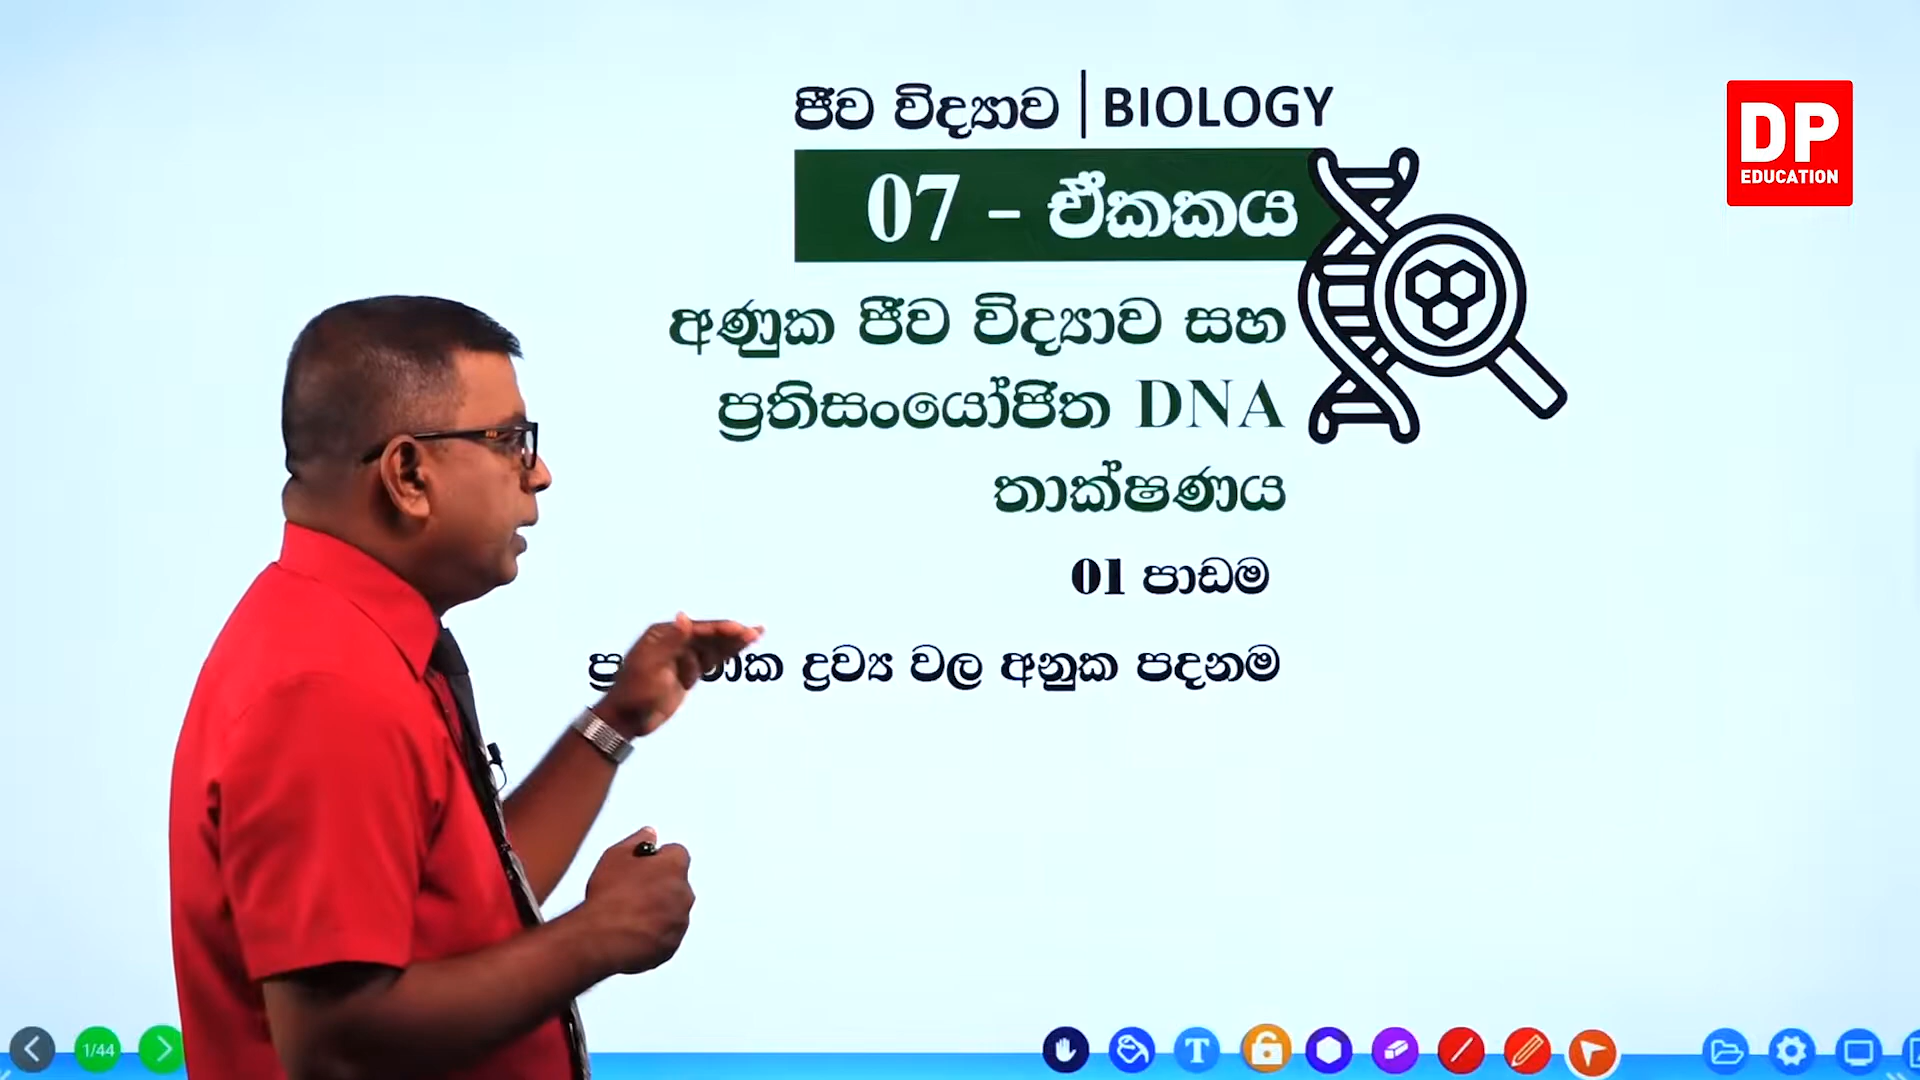 ජීව විද්‍යාව | BIOLOGY
07 - ඒකකය
අණුක ජීව විද්‍යාව සහ
ප්‍රතිසංයෝජිත DNA
තාක්ෂණය
01 පාඩම
ද්‍රව්‍ය වල අනුක පදනම
DP
EDUCATION
1/44
T